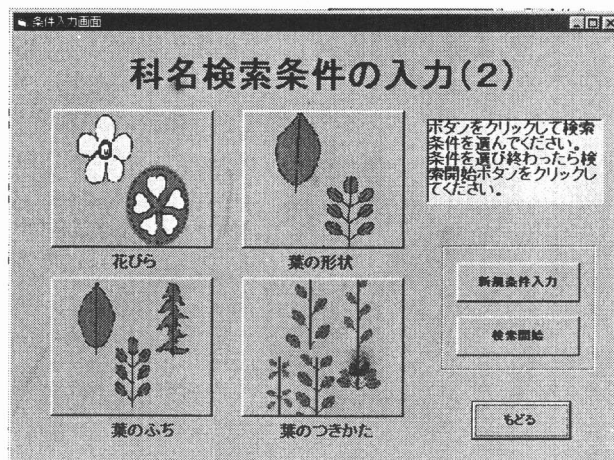 条件入力画面
科名検索条件の入力(2)
ボタンをクリックして検索
条件を選んでください。
条件を選び終わったら検
索開始ボタンをクリックし
てください。
花びら
葉の形状
新規条件入力
検索開始
葉のふち
葉のつきかた
もどる